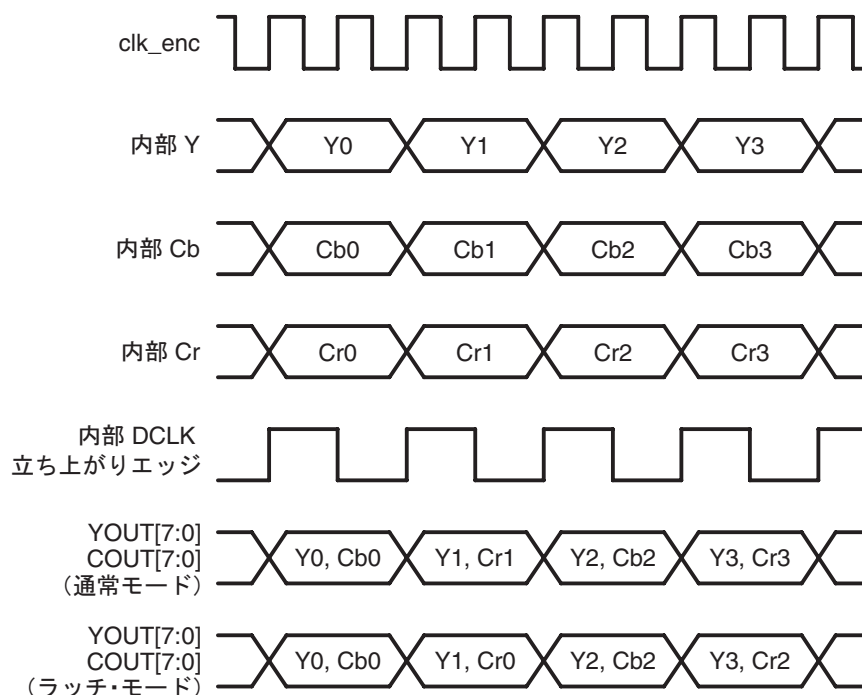 clk_enc
内部 Y
Y0 Y1 Y2 Y3
内部 Cb
Cb0 Cb1 Cb2 Cb3
内部 Cr
Cr0 Cr1 Cr2 Cr3
内部 DCLK
立ち上がりエッジ
YOUT[7:0]
COUT[7:0]
（通常モード）
Y0, Cb0 Y1, Cr1 Y2, Cb2 Y3, Cr3
YOUT[7:0]
COUT[7:0]
（ラッチ・モード）
Y0, Cb0 Y1, Cr0 Y2, Cb2 Y3, Cr2